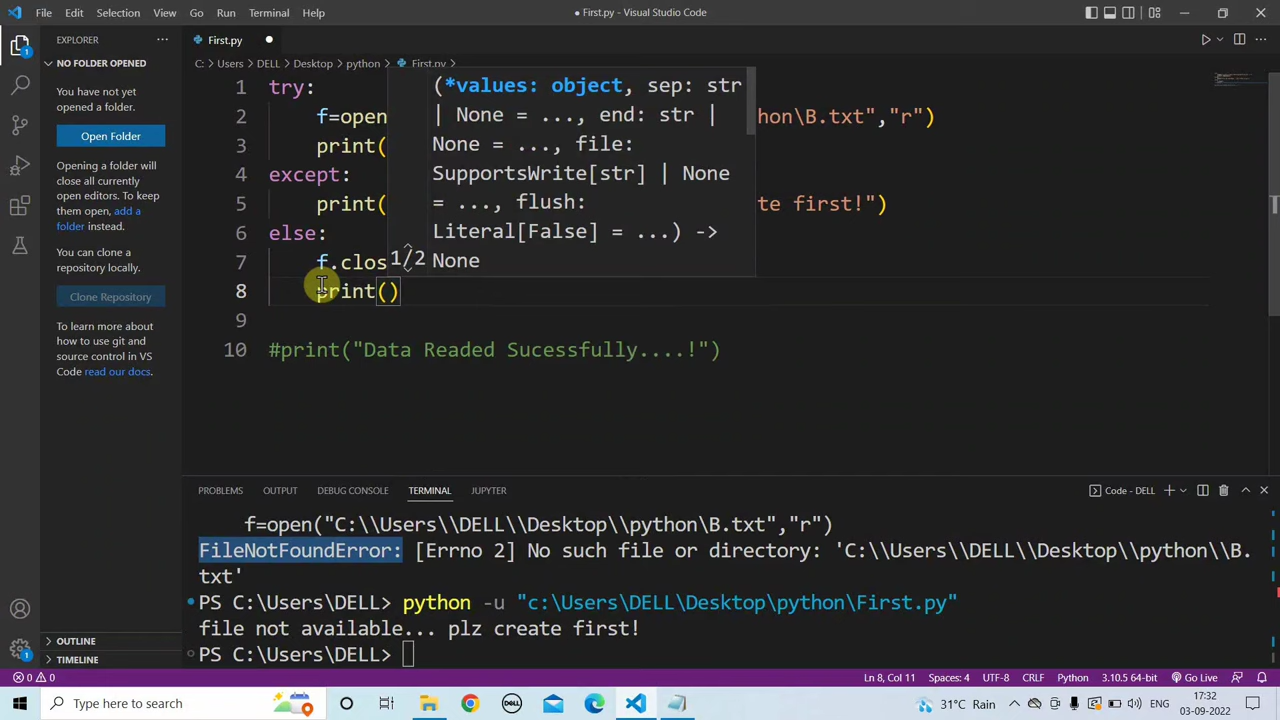 File Edit Selection View Go Run Terminal Help
● First.py - Visual Studio Code
EXPLORER
NO FOLDER OPENED
You have not yet
opened a folder.
Open Folder
Opening a folder will
close all currently
open editors. To keep
them open, add a
folder instead.
You can clone a
repository locally.
Clone Repository
To learn more about
how to use git and
source control in VS
Code read our docs.
OUTLINE
TIMELINE
1
1
First.py ●
C: > Users > DELL > Desktop > python > First.py >
1 try:
2 f=open
hon\B.txt","r")
3 print(
4 except:
5 print(
te first!")
6 else:
7 f.clos
8 print()
9
10 #print("Data Readed Sucessfully....!")
(*values: object, sep: str
| None = ..., end: str |
None = ..., file:
SupportsWrite[str] | None
= ..., flush:
Literal[False] = ...) ->
None
1/2
PROBLEMS OUTPUT DEBUG CONSOLE TERMINAL JUPYTER
Code - DELL
f=open("C:\\Users\\DELL\\Desktop\\python\B.txt","r")
FileNotFoundError: [Errno 2] No such file or directory: 'C:\\Users\\DELL\\Desktop\\python\\B.
txt'
PS C:\Users\DELL> python -u "c:\Users\DELL\Desktop\python\First.py"
file not available... plz create first!
PS C:\Users\DELL>
0 0
Ln 8, Col 11 Spaces: 4 UTF-8 CRLF Python 3.10.5 64-bit Go Live
Type here to search
DELL
31°C Rain
ENG
17:32
03-09-2022